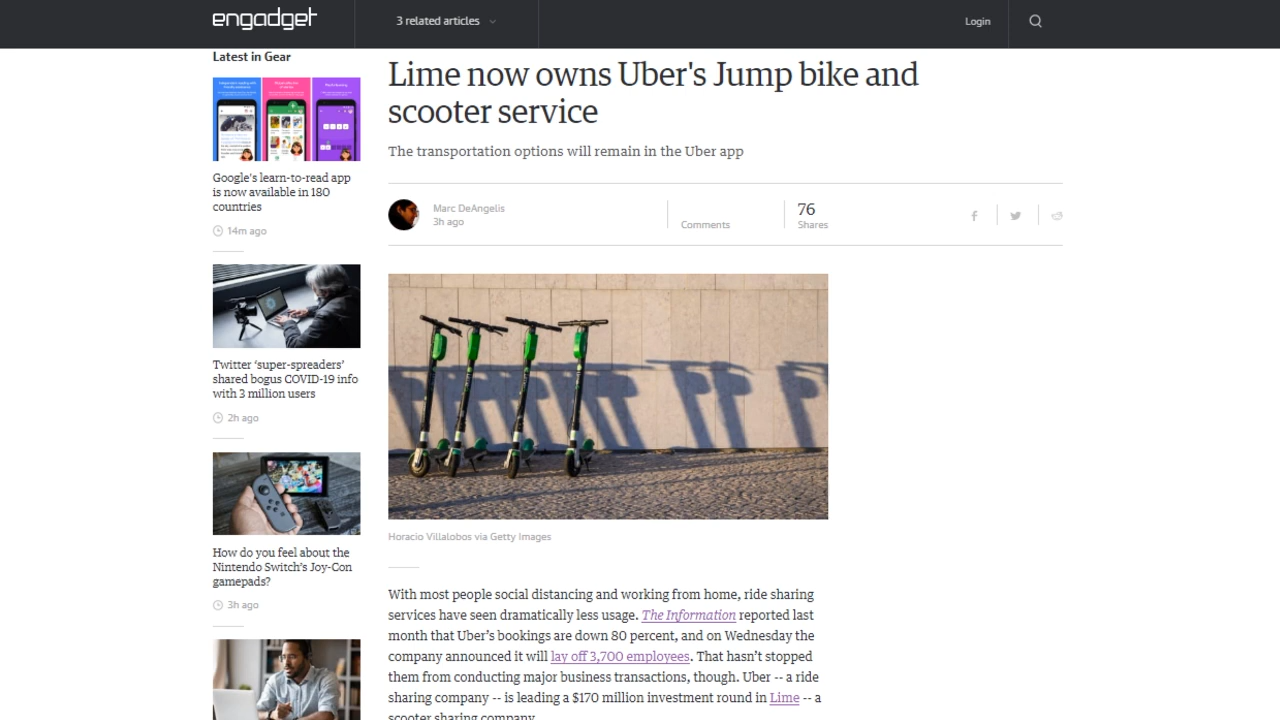 engadget
3 related articles
Login
Latest in Gear
Google's learn-to-read app
is now available in 180
countries
14m ago
Twitter ‘super-spreaders’
shared bogus COVID-19 info
with 3 million users
2h ago
How do you feel about the
Nintendo Switch’s Joy-Con
gamepads?
3h ago
Lime now owns Uber's Jump bike and
scooter service
The transportation options will remain in the Uber app
Marc DeAngelis
3h ago
Comments
76
Shares
Horacio Villalobos via Getty Images
With most people social distancing and working from home, ride sharing
services have seen dramatically less usage. The Information reported last
month that Uber’s bookings are down 80 percent, and on Wednesday the
company announced it will lay off 3,700 employees. That hasn’t stopped
them from conducting major business transactions, though. Uber -- a ride
sharing company -- is leading a $170 million investment round in Lime -- a
scooter sharing company.